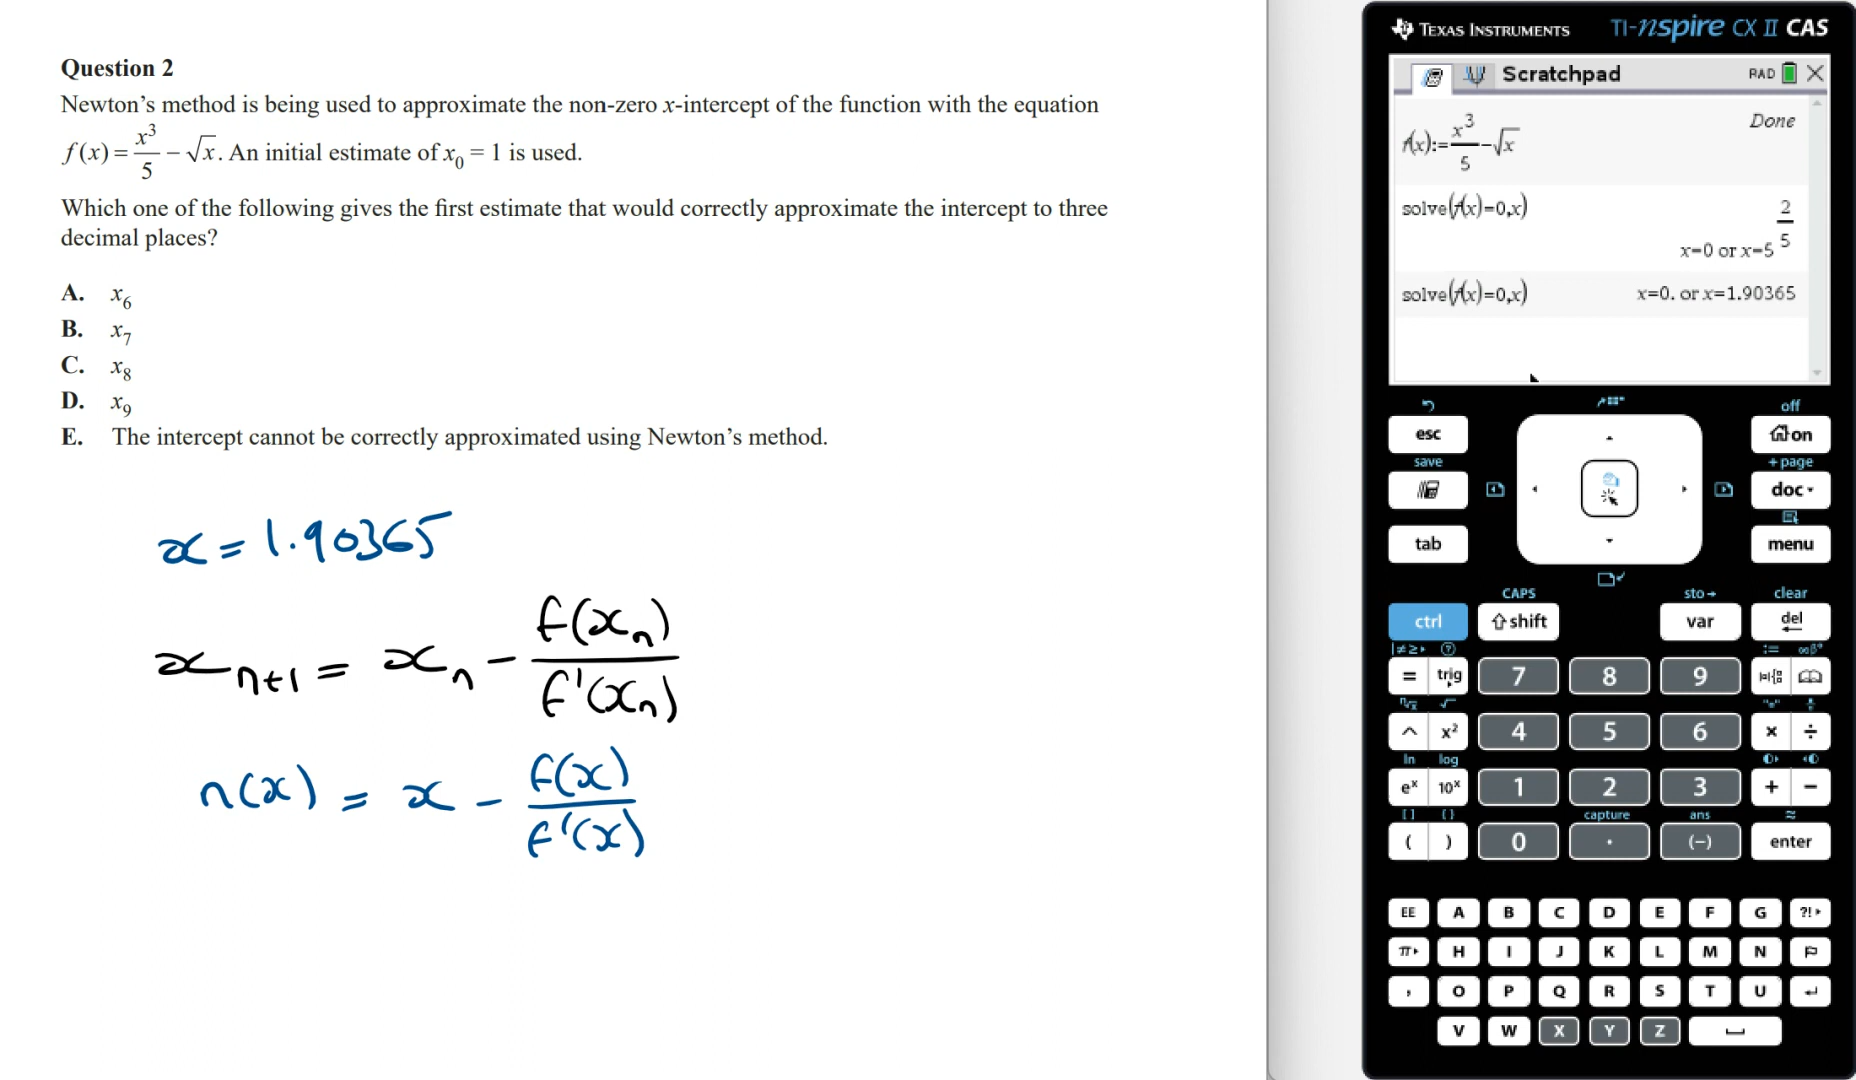 Question 2
Newton's method is being used to approximate the non-zero x-intercept of the function with the equation
f(x) = x³/5 − √x. An initial estimate of x₀ = 1 is used.
Which one of the following gives the first estimate that would correctly approximate the intercept to three
decimal places?
A. x₆
B. x₇
C. x₈
D. x₉
E. The intercept cannot be correctly approximated using Newton's method.
x = 1.90365
xₙ₊₁ = xₙ − f(xₙ)/f'(xₙ)
n(x) = x − f(x)/f'(x)
TEXAS INSTRUMENTS TI-nspire CX II CAS
Scratchpad RAD
f(x):=x³/5−√x Done
solve(f(x)=0,x)
x=0 or x=5^(2/5)
solve(f(x)=0,x) x=0. or x=1.90365
off
esc on
save +page
doc
tab menu
CAPS sto→ clear
ctrl shift var del
|≠≥▸ ? := ∞β°
= trig 7 8 9
ⁿ√x √
^ x² 4 5 6 × ÷
ln log
eˣ 10ˣ 1 2 3 + −
[ ] { } capture ans ≈
( ) 0 . (−) enter
EE A B C D E F G ?!▸
π▸ H I J K L M N
, O P Q R S T U
V W X Y Z